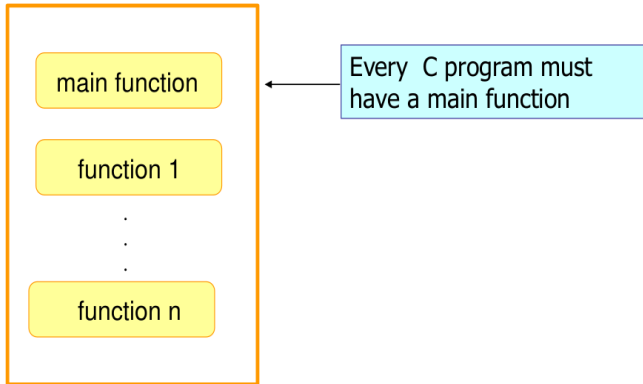 main function
Every C program must
have a main function
function 1
.
.
.
function n